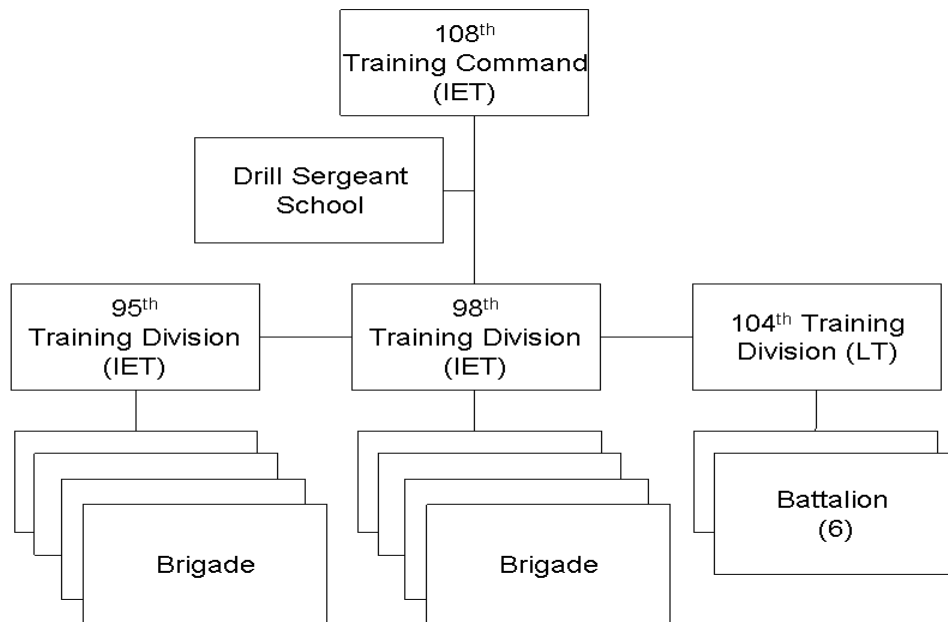 108th
Training Command
(IET)
Drill Sergeant
School
95th
Training Division
(IET)
98th
Training Division
(IET)
104th Training
Division (LT)
Brigade
Brigade
Battalion
(6)